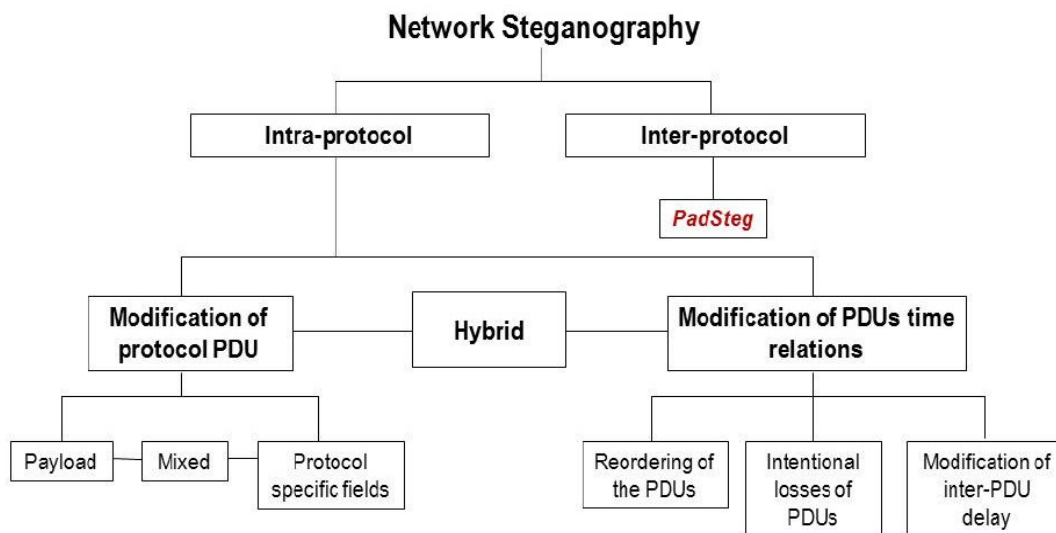 Network Steganography
Intra-protocol
Inter-protocol
PadSteg
Modification of
protocol PDU
Hybrid
Modification of PDUs time
relations
Payload
Mixed
Protocol
specific fields
Reordering of
the PDUs
Intentional
losses of
PDUs
Modification of
inter-PDU
delay